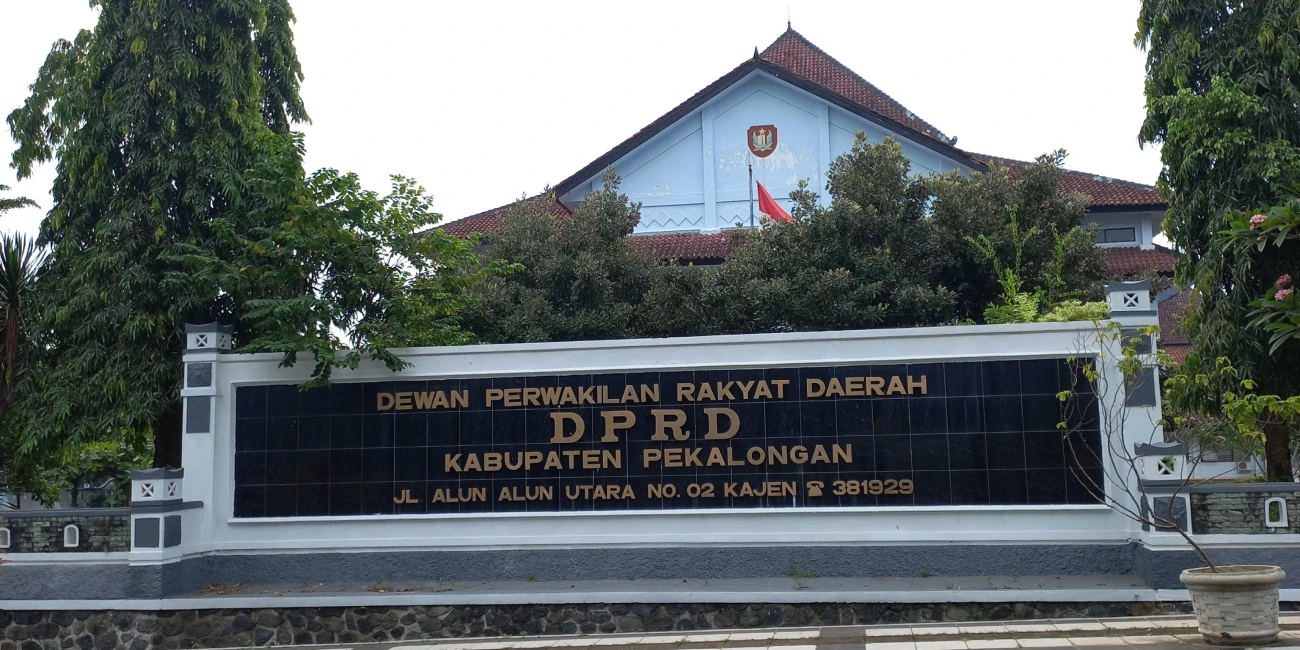 DEWAN PERWAKILAN RAKYAT DAERAH
DPRD
KABUPATEN PEKALONGAN
JL. ALUN ALUN UTARA NO. 02 KAJEN ☎ 381929